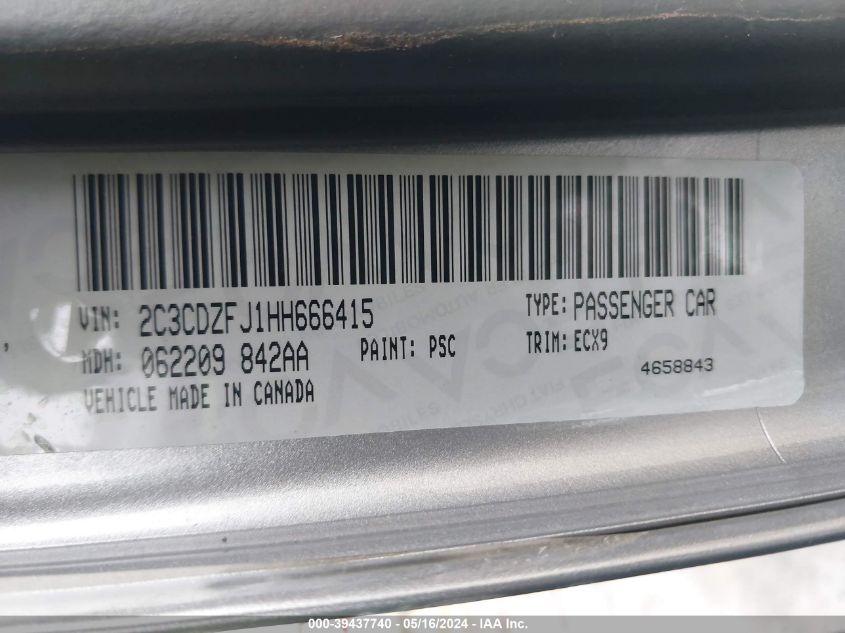 VIN: 2C3CDZFJ1HH666415 TYPE: PASSENGER CAR
MDH: 062209 842AA PAINT: PSC TRIM: ECX9
VEHICLE MADE IN CANADA 4658843
000-39437740 - 05/16/2024 - IAA Inc.